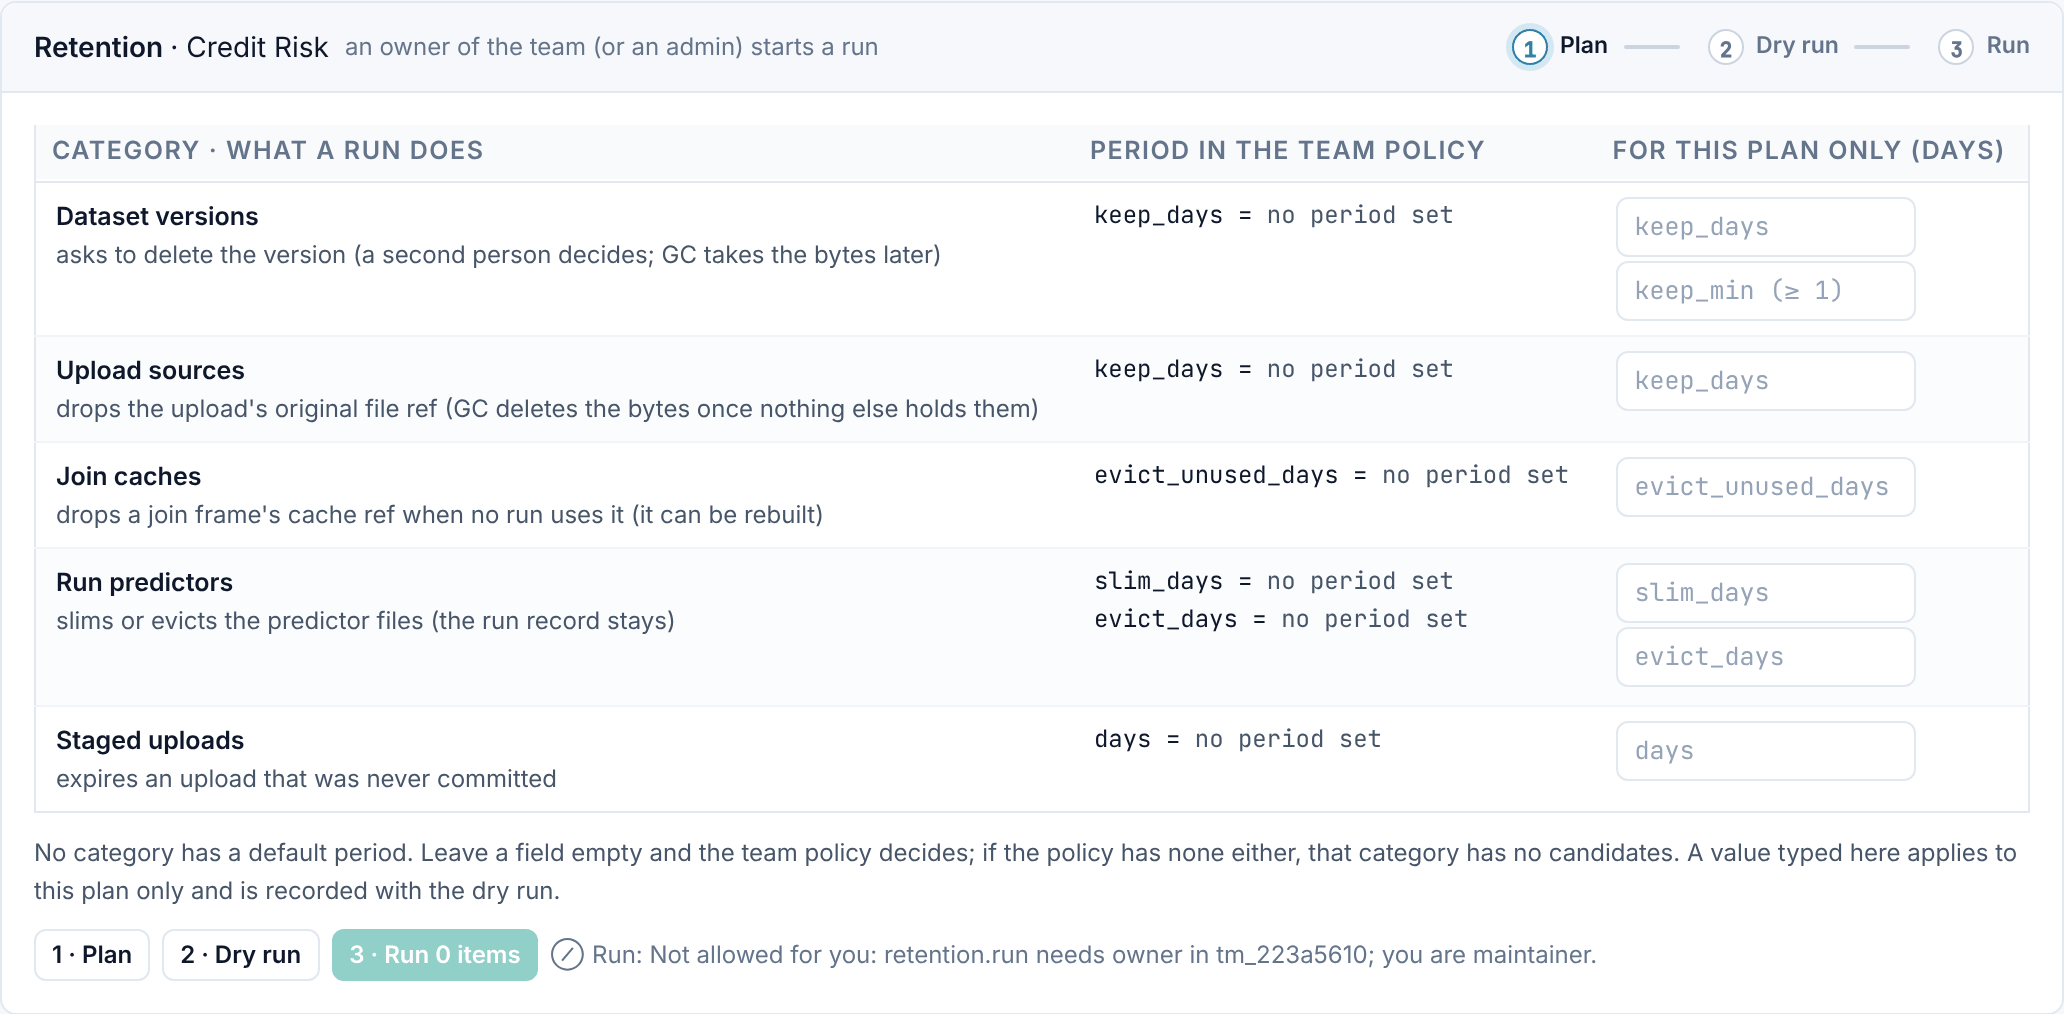 Retention · Credit Risk an owner of the team (or an admin) starts a run
1 Plan 2 Dry run 3 Run
CATEGORY · WHAT A RUN DOES PERIOD IN THE TEAM POLICY FOR THIS PLAN ONLY (DAYS)
Dataset versions keep_days = no period set keep_days
asks to delete the version (a second person decides; GC takes the bytes later)
keep_min (≥ 1)
Upload sources keep_days = no period set keep_days
drops the upload's original file ref (GC deletes the bytes once nothing else holds them)
Join caches evict_unused_days = no period set evict_unused_days
drops a join frame's cache ref when no run uses it (it can be rebuilt)
Run predictors slim_days = no period set slim_days
slims or evicts the predictor files (the run record stays) evict_days = no period set
evict_days
Staged uploads days = no period set days
expires an upload that was never committed
No category has a default period. Leave a field empty and the team policy decides; if the policy has none either, that category has no candidates. A value typed here applies to
this plan only and is recorded with the dry run.
1 · Plan 2 · Dry run 3 · Run 0 items Run: Not allowed for you: retention.run needs owner in tm_223a5610; you are maintainer.